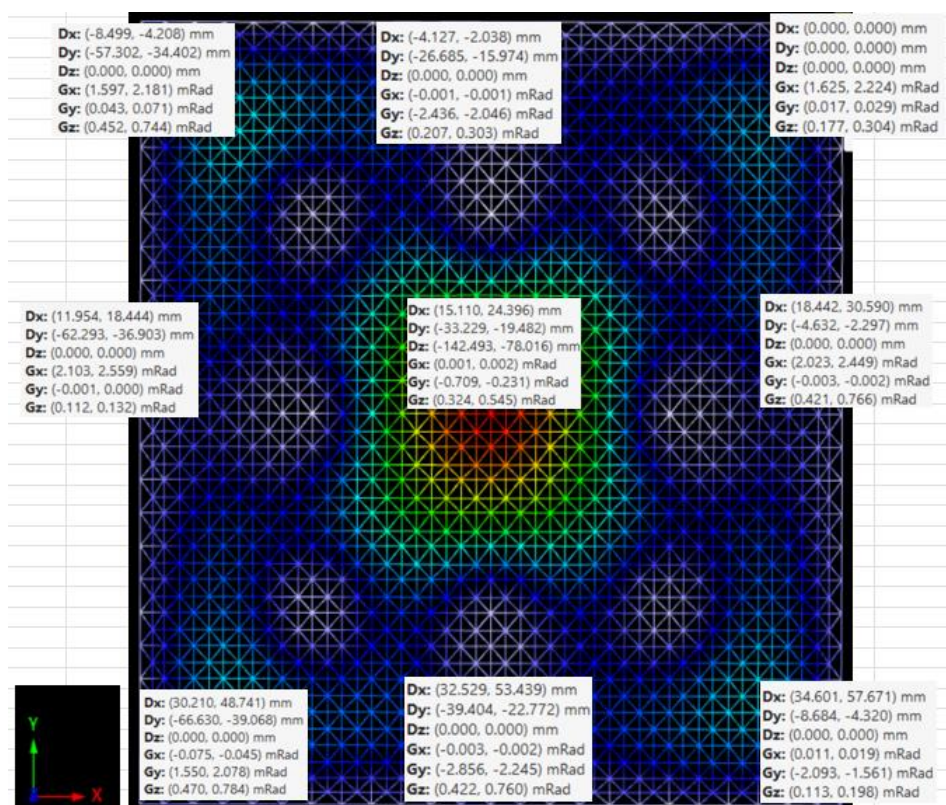 Dx: (-8.499, -4.208) mm
Dy: (-57.302, -34.402) mm
Dz: (0.000, 0.000) mm
Gx: (1.597, 2.181) mRad
Gy: (0.043, 0.071) mRad
Gz: (0.452, 0.744) mRad
Dx: (-4.127, -2.038) mm
Dy: (-26.685, -15.974) mm
Dz: (0.000, 0.000) mm
Gx: (-0.001, -0.001) mRad
Gy: (-2.436, -2.046) mRad
Gz: (0.207, 0.303) mRad
Dx: (0.000, 0.000) mm
Dy: (0.000, 0.000) mm
Dz: (0.000, 0.000) mm
Gx: (1.625, 2.224) mRad
Gy: (0.017, 0.029) mRad
Gz: (0.177, 0.304) mRad
Dx: (11.954, 18.444) mm
Dy: (-62.293, -36.903) mm
Dz: (0.000, 0.000) mm
Gx: (2.103, 2.559) mRad
Gy: (-0.001, 0.000) mRad
Gz: (0.112, 0.132) mRad
Dx: (15.110, 24.396) mm
Dy: (-33.229, -19.482) mm
Dz: (-142.493, -78.016) mm
Gx: (0.001, 0.002) mRad
Gy: (-0.709, -0.231) mRad
Gz: (0.324, 0.545) mRad
Dx: (18.442, 30.590) mm
Dy: (-4.632, -2.297) mm
Dz: (0.000, 0.000) mm
Gx: (2.023, 2.449) mRad
Gy: (-0.003, -0.002) mRad
Gz: (0.421, 0.766) mRad
Dx: (30.210, 48.741) mm
Dy: (-66.630, -39.068) mm
Dz: (0.000, 0.000) mm
Gx: (-0.075, -0.045) mRad
Gy: (1.550, 2.078) mRad
Gz: (0.470, 0.784) mRad
Dx: (32.529, 53.439) mm
Dy: (-39.404, -22.772) mm
Dz: (0.000, 0.000) mm
Gx: (-0.003, -0.002) mRad
Gy: (-2.856, -2.245) mRad
Gz: (0.422, 0.760) mRad
Dx: (34.601, 57.671) mm
Dy: (-8.684, -4.320) mm
Dz: (0.000, 0.000) mm
Gx: (0.011, 0.019) mRad
Gy: (-2.093, -1.561) mRad
Gz: (0.113, 0.198) mRad
Y
X